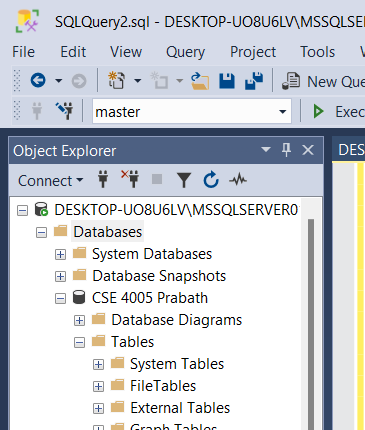 SQLQuery2.sql - DESKTOP-UO8U6LV\MSSQLSER
File Edit View Query Project Tools
New Que
master
Exec
Object Explorer
DES
Connect
DESKTOP-UO8U6LV\MSSQLSERVER0
Databases
System Databases
Database Snapshots
CSE 4005 Prabath
Database Diagrams
Tables
System Tables
FileTables
External Tables
Graph Tables